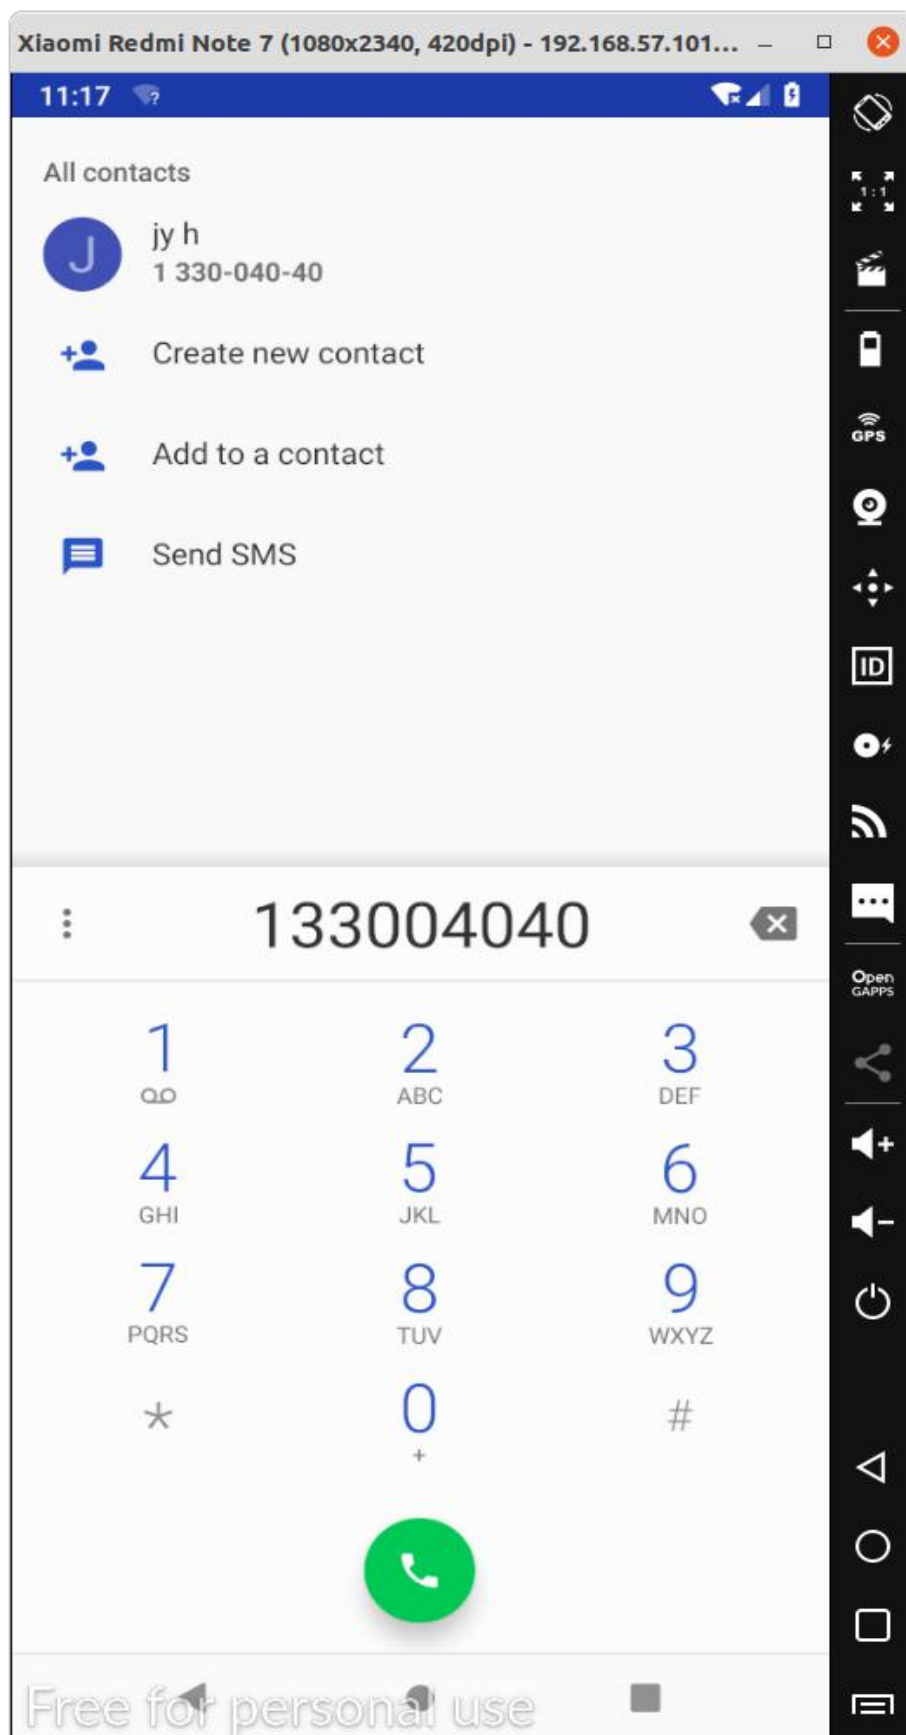 Xiaomi Redmi Note 7 (1080x2340, 420dpi) - 192.168.57.101...
11:17
All contacts
J
jy h
1 330-040-40
Create new contact
Add to a contact
Send SMS
133004040
1 2 3
ABC DEF
4 5 6
GHI JKL MNO
7 8 9
PQRS TUV WXYZ
* 0 #
+
Free for personal use
1:1
GPS
ID
Open
GAPPS